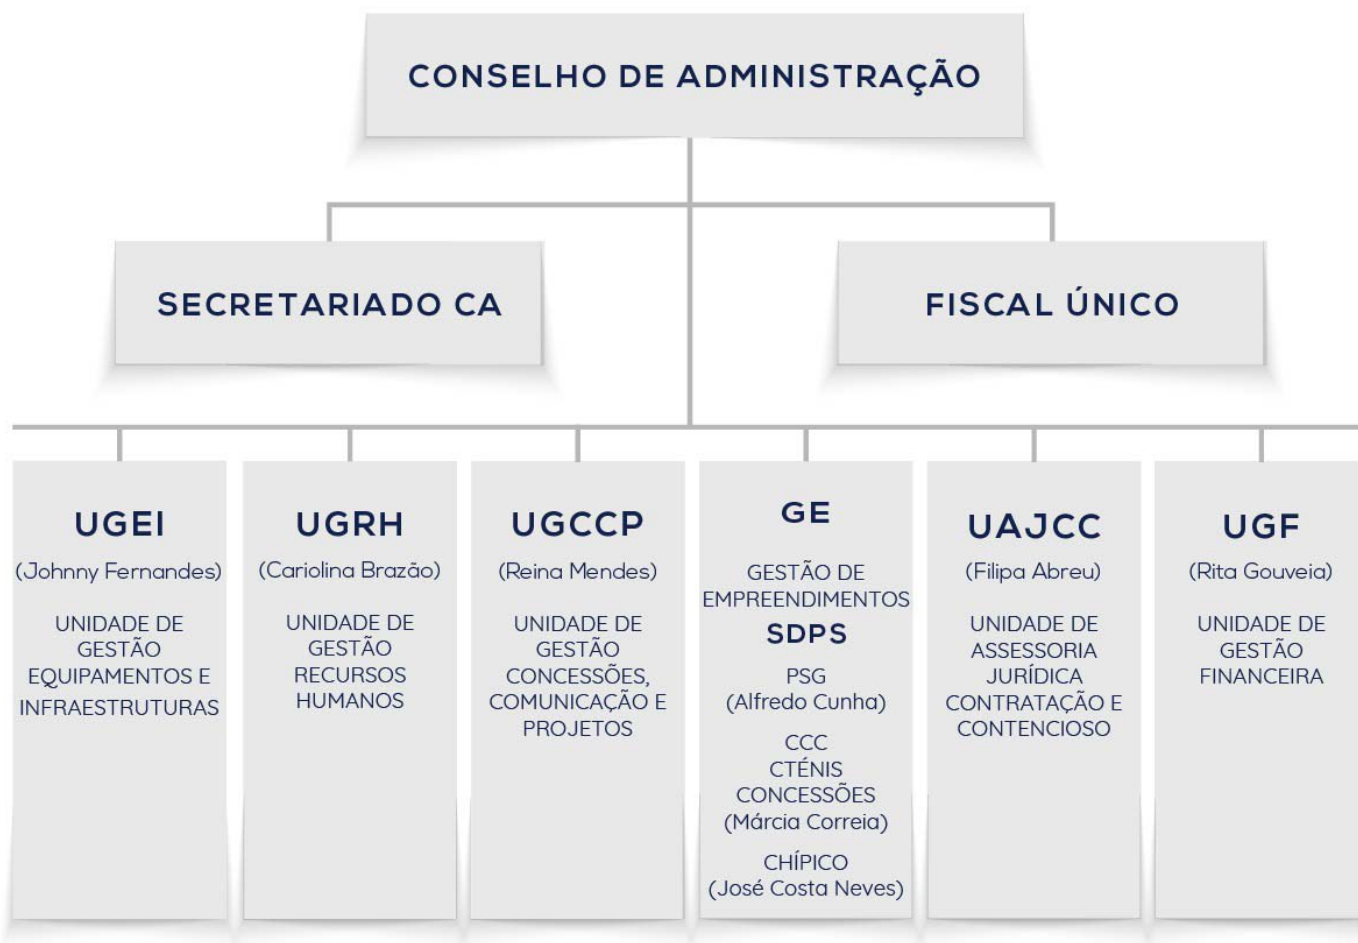 CONSELHO DE ADMINISTRAÇÃO
SECRETARIADO CA
FISCAL ÚNICO
UGEI
(Johnny Fernandes)
UNIDADE DE
GESTÃO
EQUIPAMENTOS E
INFRAESTRUTURAS
UGRH
(Cariolina Brazão)
UNIDADE DE
GESTÃO
RECURSOS
HUMANOS
UGCCP
(Reina Mendes)
UNIDADE DE
GESTÃO
CONCESSÕES,
COMUNICAÇÃO E
PROJETOS
GE
GESTÃO DE
EMPREENDIMENTOS
SDPS
PSG
(Alfredo Cunha)
CCC
CTÉNIS
CONCESSÕES
(Márcia Correia)
CHÍPICO
(José Costa Neves)
UAJCC
(Filipa Abreu)
UNIDADE DE
ASSESSORIA
JURÍDICA
CONTRATAÇÃO E
CONTENCIOSO
UGF
(Rita Gouveia)
UNIDADE DE
GESTÃO
FINANCEIRA